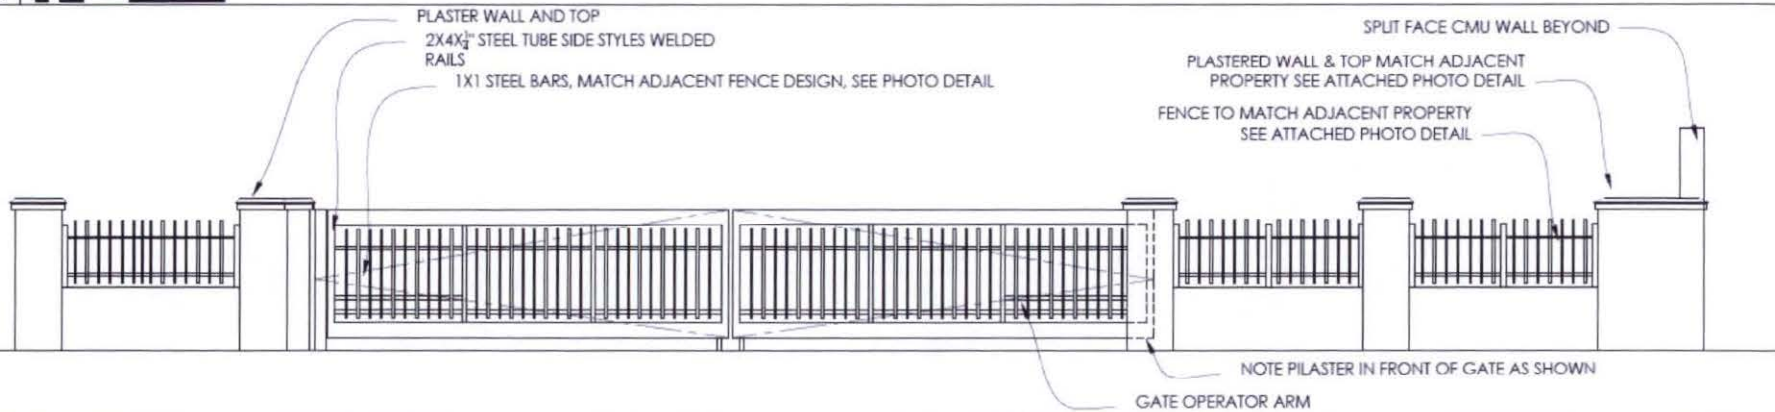 PLASTER WALL AND TOP
2X4X¼" STEEL TUBE SIDE STYLES WELDED
RAILS
1X1 STEEL BARS, MATCH ADJACENT FENCE DESIGN, SEE PHOTO DETAIL
SPLIT FACE CMU WALL BEYOND
PLASTERED WALL & TOP MATCH ADJACENT
PROPERTY SEE ATTACHED PHOTO DETAIL
FENCE TO MATCH ADJACENT PROPERTY
SEE ATTACHED PHOTO DETAIL
NOTE PILASTER IN FRONT OF GATE AS SHOWN
GATE OPERATOR ARM